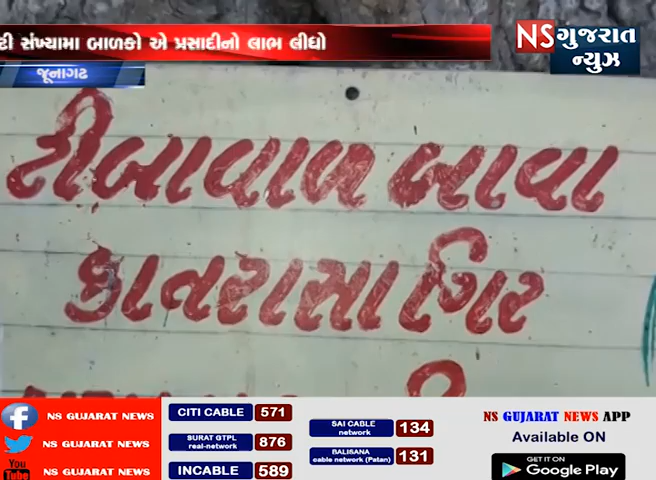 ટી સંખ્યામા બાળકો એ પ્રસાદીનો લાભ લીધો
NS ગુજરાત
ન્યુઝ
જૂનાગઢ
ટીબાવાળ બાવા
કાતરાસા ગિર
NS GUJARAT NEWS
NS GUJARAT NEWS
You
Tube
NS GUJARAT NEWS
CITI CABLE 571
SURAT GTPL
real-network 876
INCABLE 589
SAI CABLE
network 134
BALISANA
cable network (Patan) 131
NS GUJARAT NEWS APP
Available ON
GET IT ON
Google Play